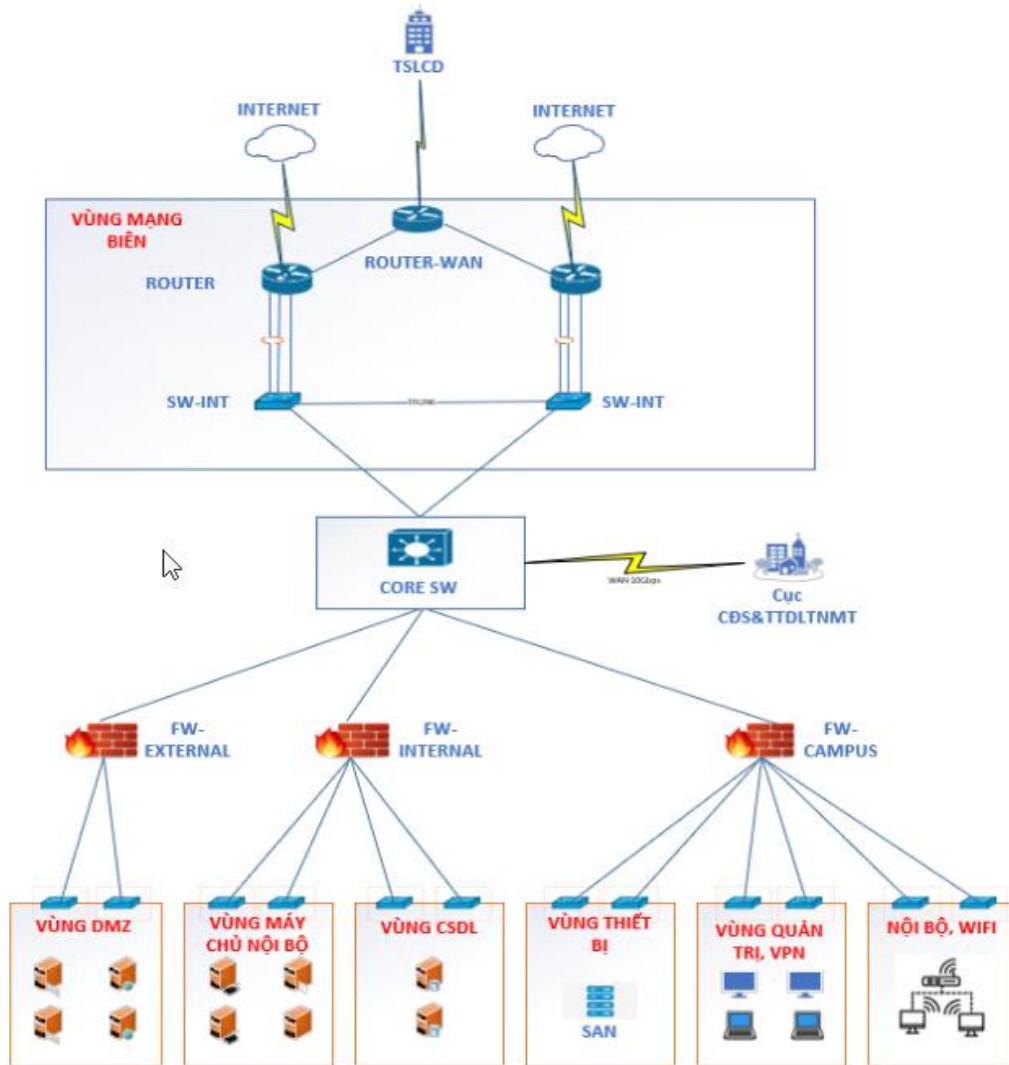 TSLCD
INTERNET
INTERNET
VÙNG MẠNG
BIÊN
ROUTER-WAN
ROUTER
SW-INT
SW-INT
CORE SW
WAN 10Gbps
Cục
CĐS&TTDLTNMT
FW-
EXTERNAL
FW-
INTERNAL
FW-
CAMPUS
VÙNG DMZ
VÙNG MÁY
CHỦ NỘI BỘ
VÙNG CSDL
VÙNG THIẾT
BỊ
SAN
VÙNG QUẢN
TRỊ, VPN
NỘI BỘ, WIFI